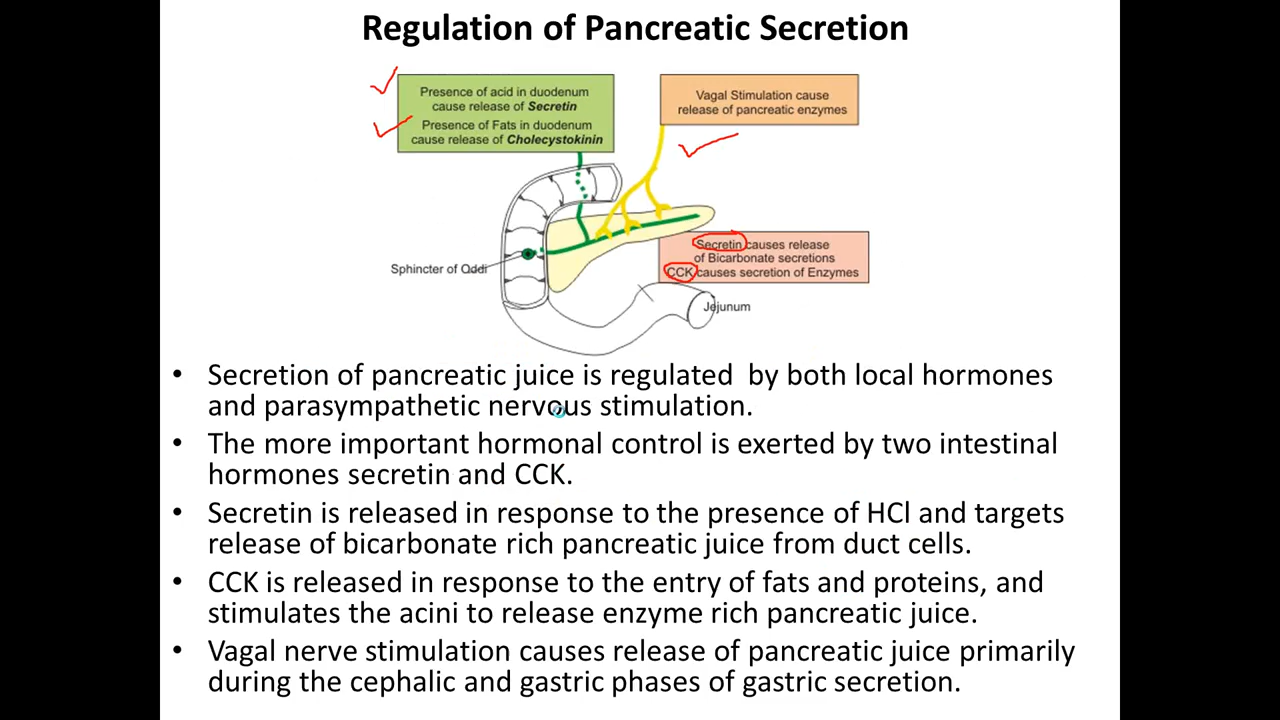 Regulation of Pancreatic Secretion
Presence of acid in duodenum
cause release of Secretin
Presence of Fats in duodenum
cause release of Cholecystokinin
Vagal Stimulation cause
release of pancreatic enzymes
Secretin causes release
of Bicarbonate secretions
CCK causes secretion of Enzymes
Sphincter of Oddi
Jejunum
• Secretion of pancreatic juice is regulated  by both local hormones
and parasympathetic nervous stimulation.
• The more important hormonal control is exerted by two intestinal
hormones secretin and CCK.
• Secretin is released in response to the presence of HCl and targets
release of bicarbonate rich pancreatic juice from duct cells.
• CCK is released in response to the entry of fats and proteins, and
stimulates the acini to release enzyme rich pancreatic juice.
• Vagal nerve stimulation causes release of pancreatic juice primarily
during the cephalic and gastric phases of gastric secretion.